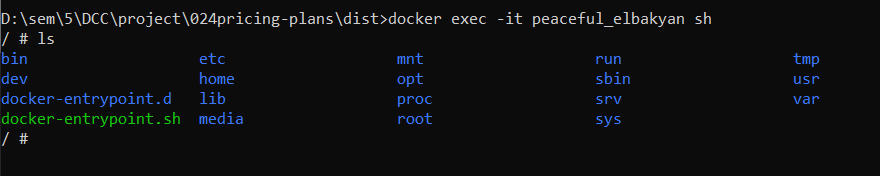 D:\sem\5\DCC\project\024pricing-plans\dist>docker exec -it peaceful_elbakyan sh
/ # ls
bin                  etc                  mnt                  run                  tmp
dev                  home                 opt                  sbin                 usr
docker-entrypoint.d  lib                  proc                 srv                  var
docker-entrypoint.sh media                root                 sys
/ #